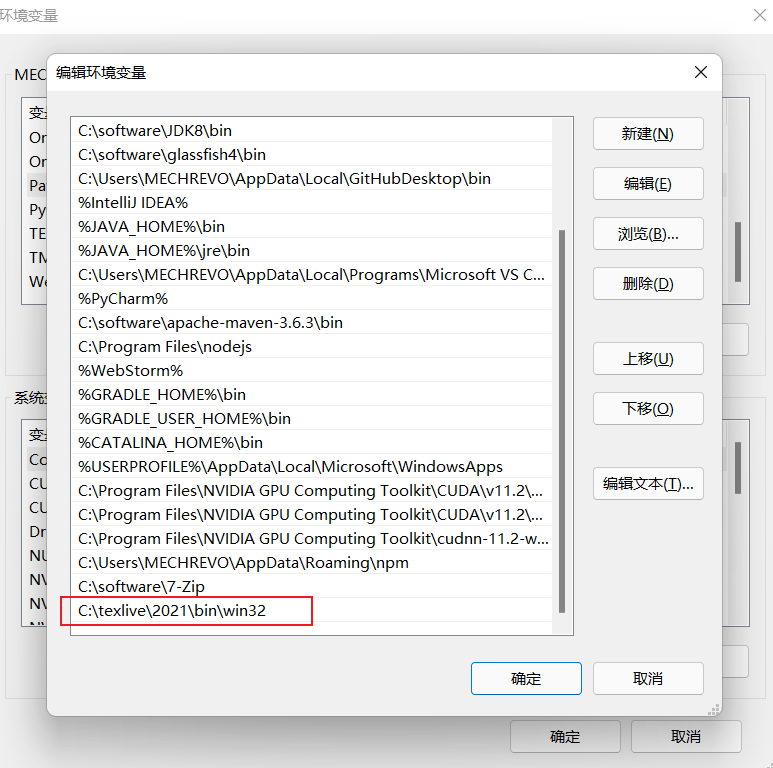 环境变量
编辑环境变量
MEC
变量
On
On
Pa
Py
TE
TM
We
C:\software\JDK8\bin
C:\software\glassfish4\bin
C:\Users\MECHREVO\AppData\Local\GitHubDesktop\bin
%IntelliJ IDEA%
%JAVA_HOME%\bin
%JAVA_HOME%\jre\bin
C:\Users\MECHREVO\AppData\Local\Programs\Microsoft VS C...
%PyCharm%
C:\software\apache-maven-3.6.3\bin
C:\Program Files\nodejs
%WebStorm%
%GRADLE_HOME%\bin
%GRADLE_USER_HOME%\bin
%CATALINA_HOME%\bin
%USERPROFILE%\AppData\Local\Microsoft\WindowsApps
C:\Program Files\NVIDIA GPU Computing Toolkit\CUDA\v11.2\...
C:\Program Files\NVIDIA GPU Computing Toolkit\CUDA\v11.2\...
C:\Program Files\NVIDIA GPU Computing Toolkit\cudnn-11.2-w...
C:\Users\MECHREVO\AppData\Roaming\npm
C:\software\7-Zip
C:\texlive\2021\bin\win32
新建(N)
编辑(E)
浏览(B)...
删除(D)
上移(U)
下移(O)
编辑文本(T)...
系统
变量
Co
CU
CU
Dr
NU
NV
NV
确定
取消
确定
取消